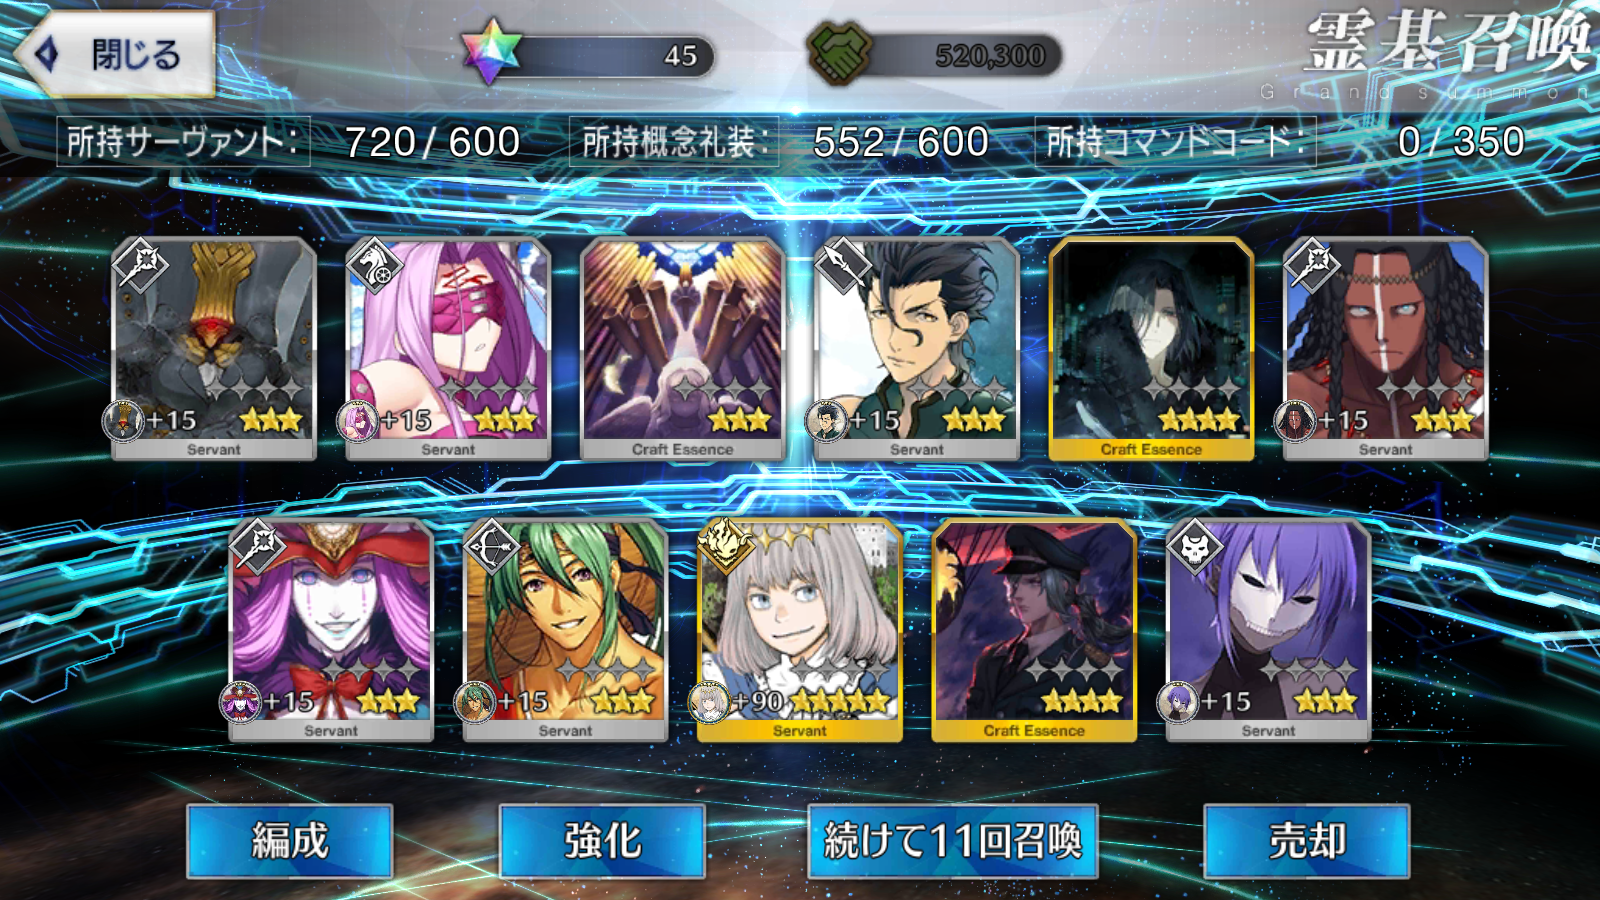 閉じる
45
520,300
霊基召喚
Grand summon
所持サーヴァント: 720 / 600
所持概念礼装: 552 / 600
所持コマンドコード: 0 / 350
+15
Servant
+15
Servant
Craft Essence
+15
Servant
Craft Essence
+15
Servant
+15
Servant
+15
Servant
+90
Servant
Craft Essence
+15
Servant
編成
強化
続けて11回召喚
売却